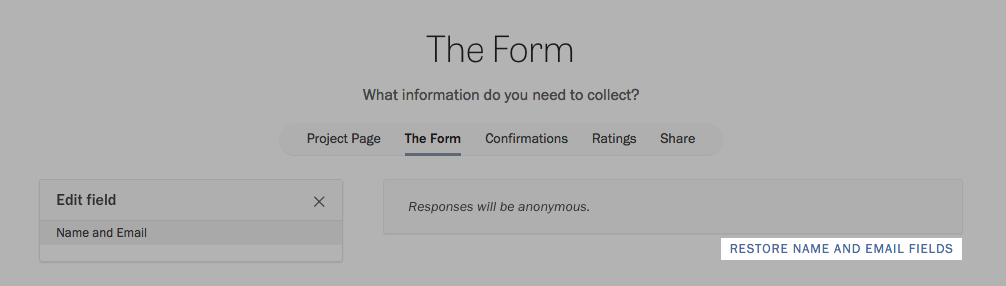 The Form
What information do you need to collect?
Project Page The Form Confirmations Ratings Share
Edit field
Name and Email
Responses will be anonymous.
RESTORE NAME AND EMAIL FIELDS